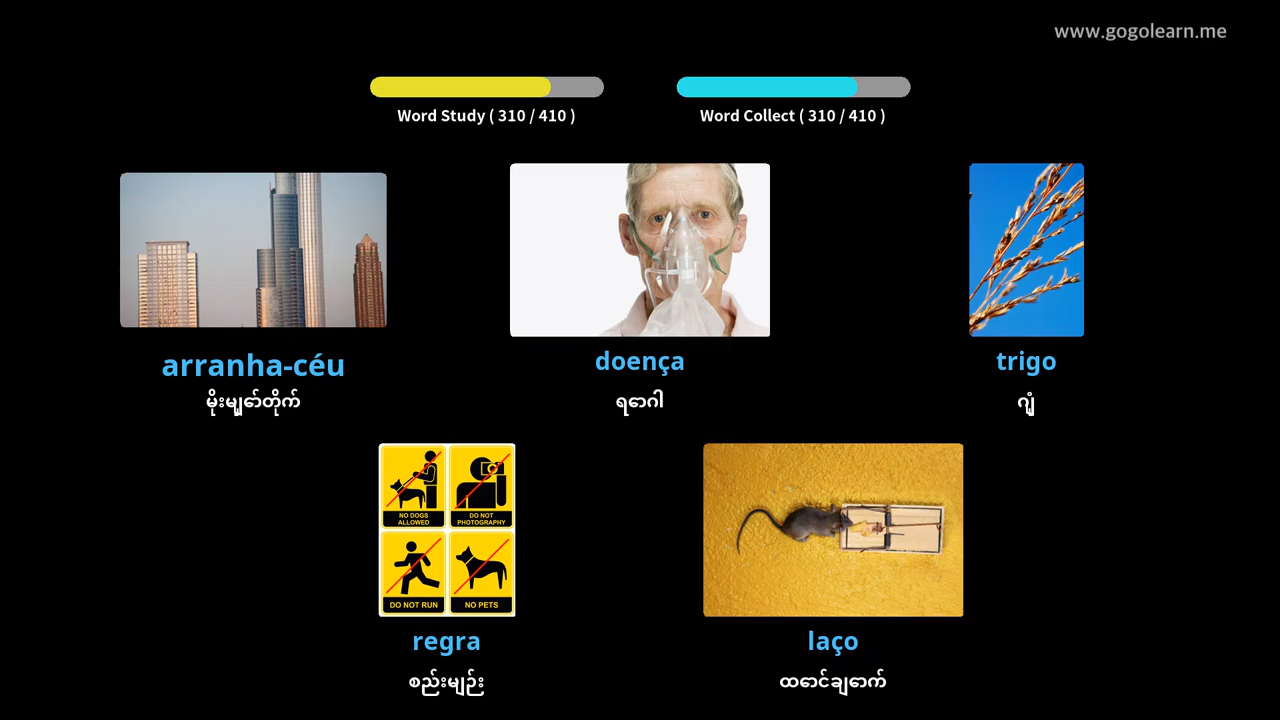 www.gogolearn.me
Word Study ( 310 / 410 )
Word Collect ( 310 / 410 )
arranha-céu
မိုးမျှော်တိုက်
doença
ရောဂါ
trigo
ဂျုံ
NO DOGS
ALLOWED
DO NOT
PHOTOGRAPHY
DO NOT RUN
NO PETS
regra
စည်းမျဉ်း
laço
ထောင်ချောက်